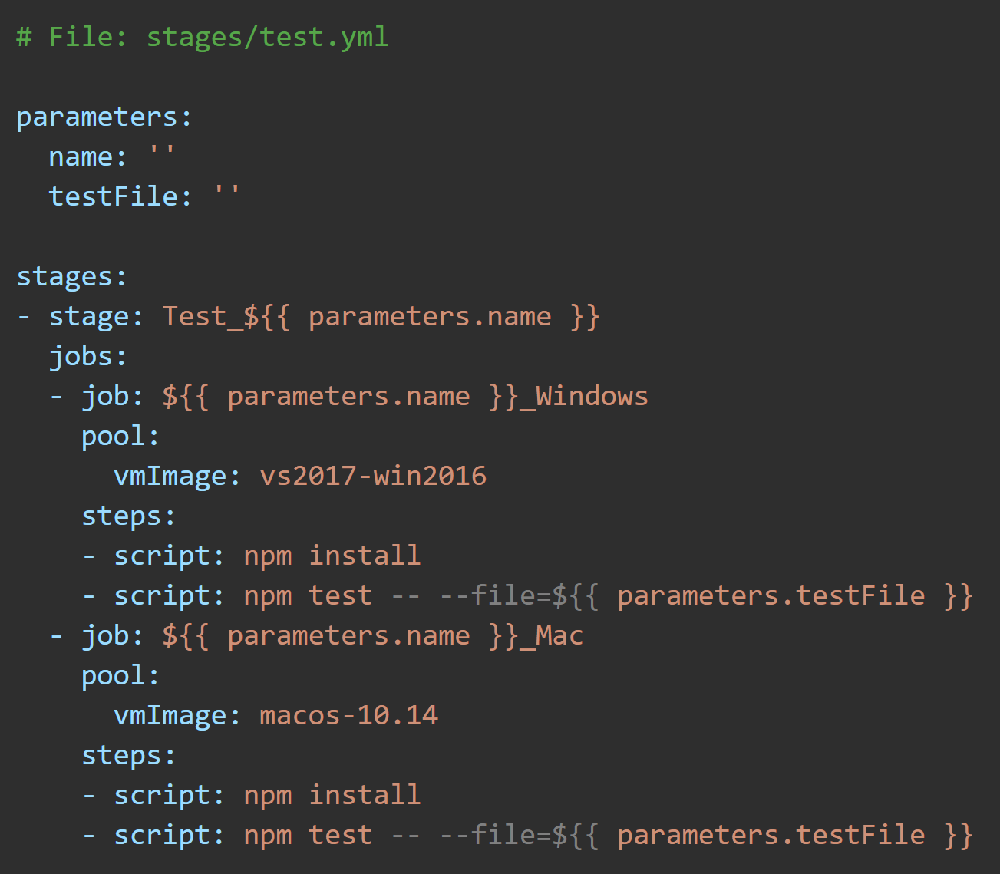 # File: stages/test.yml
parameters:
  name: ''
  testFile: ''
stages:
- stage: Test_${{ parameters.name }}
  jobs:
  - job: ${{ parameters.name }}_Windows
    pool:
      vmImage: vs2017-win2016
    steps:
    - script: npm install
    - script: npm test -- --file=${{ parameters.testFile }}
  - job: ${{ parameters.name }}_Mac
    pool:
      vmImage: macos-10.14
    steps:
    - script: npm install
    - script: npm test -- --file=${{ parameters.testFile }}